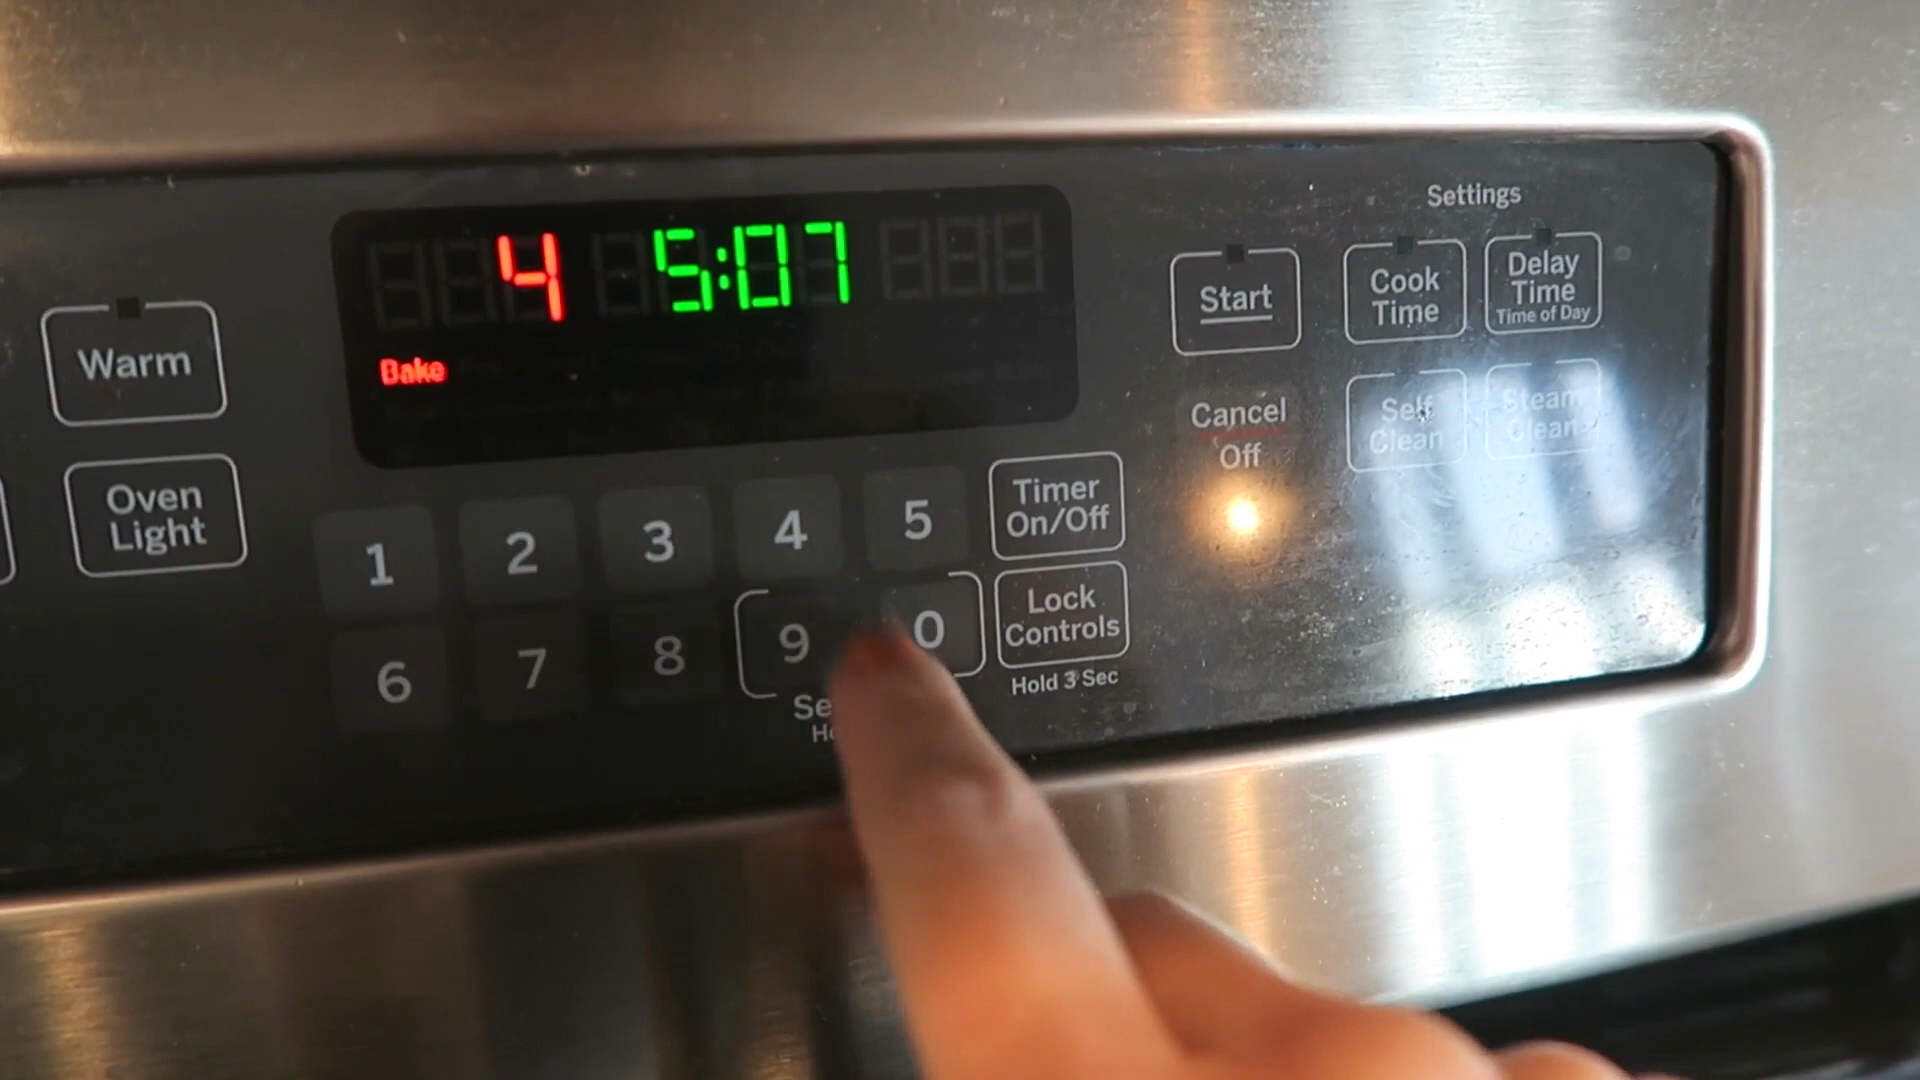 4 5:07
Bake
Warm
Oven
Light
1 2 3 4 5
6 7 8 9 0
Timer
On/Off
Lock
Controls
Hold 3 Sec
Start
Cancel
Off
Settings
Cook
Time
Delay
Time
Time of Day
Self
Clean
Steam
Clean